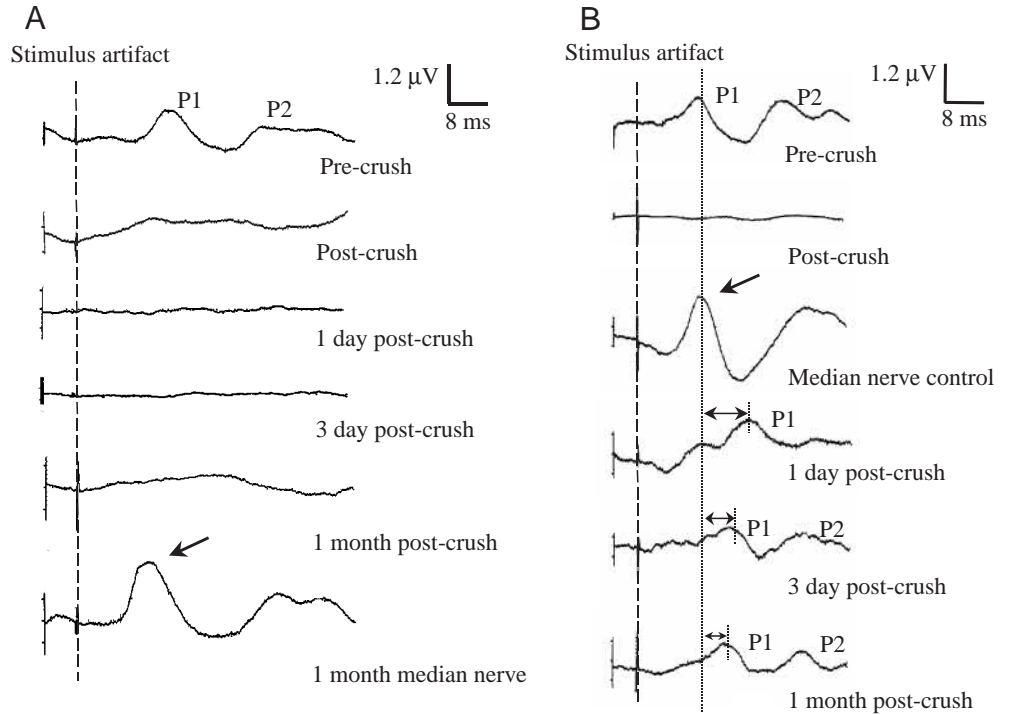 A
Stimulus artifact
1.2 μV
8 ms
P1
P2
Pre-crush
Post-crush
1 day post-crush
3 day post-crush
1 month post-crush
1 month median nerve
B
Stimulus artifact
1.2 μV
8 ms
P1
P2
Pre-crush
Post-crush
Median nerve control
P1
1 day post-crush
P1
P2
3 day post-crush
P1
P2
1 month post-crush